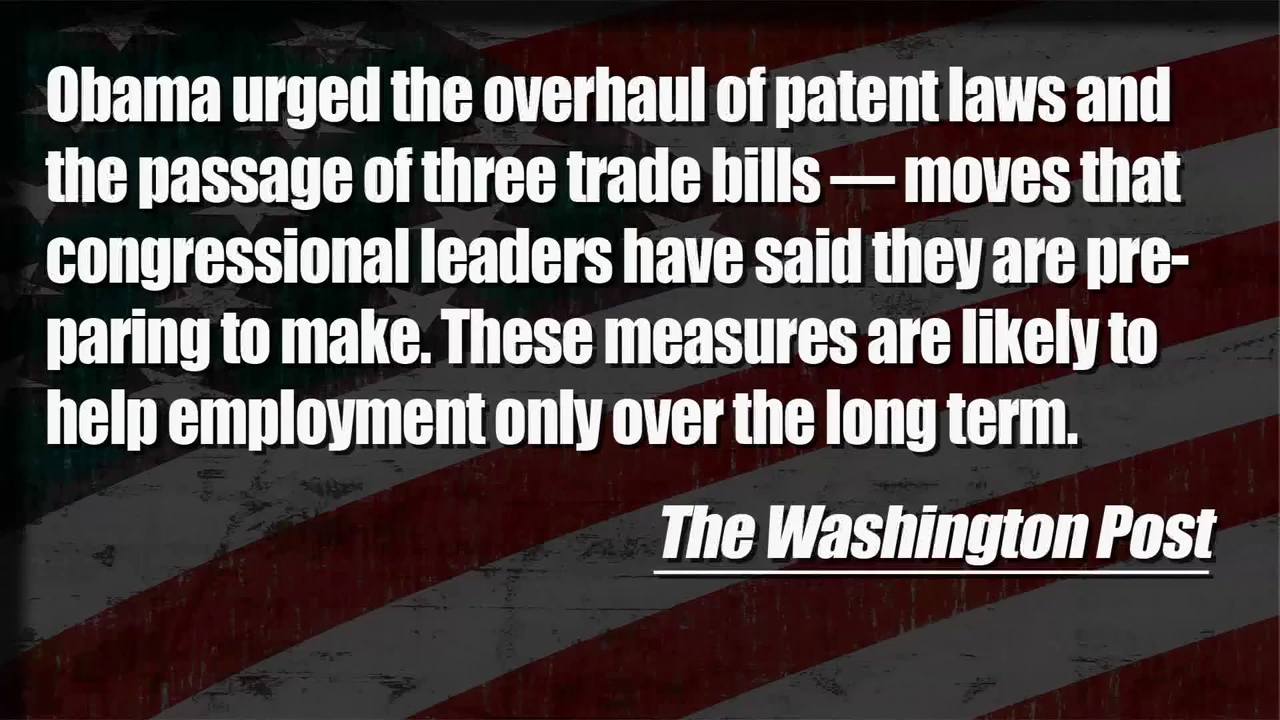 Obama urged the overhaul of patent laws and
the passage of three trade bills — moves that
congressional leaders have said they are pre-
paring to make. These measures are likely to
help employment only over the long term.
The Washington Post